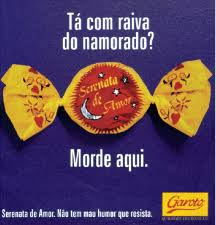 Tá com raiva
do namorado?
Serenata
de Amor
Morde aqui.
Serenata de Amor. Não tem mau humor que resista.
Garoto